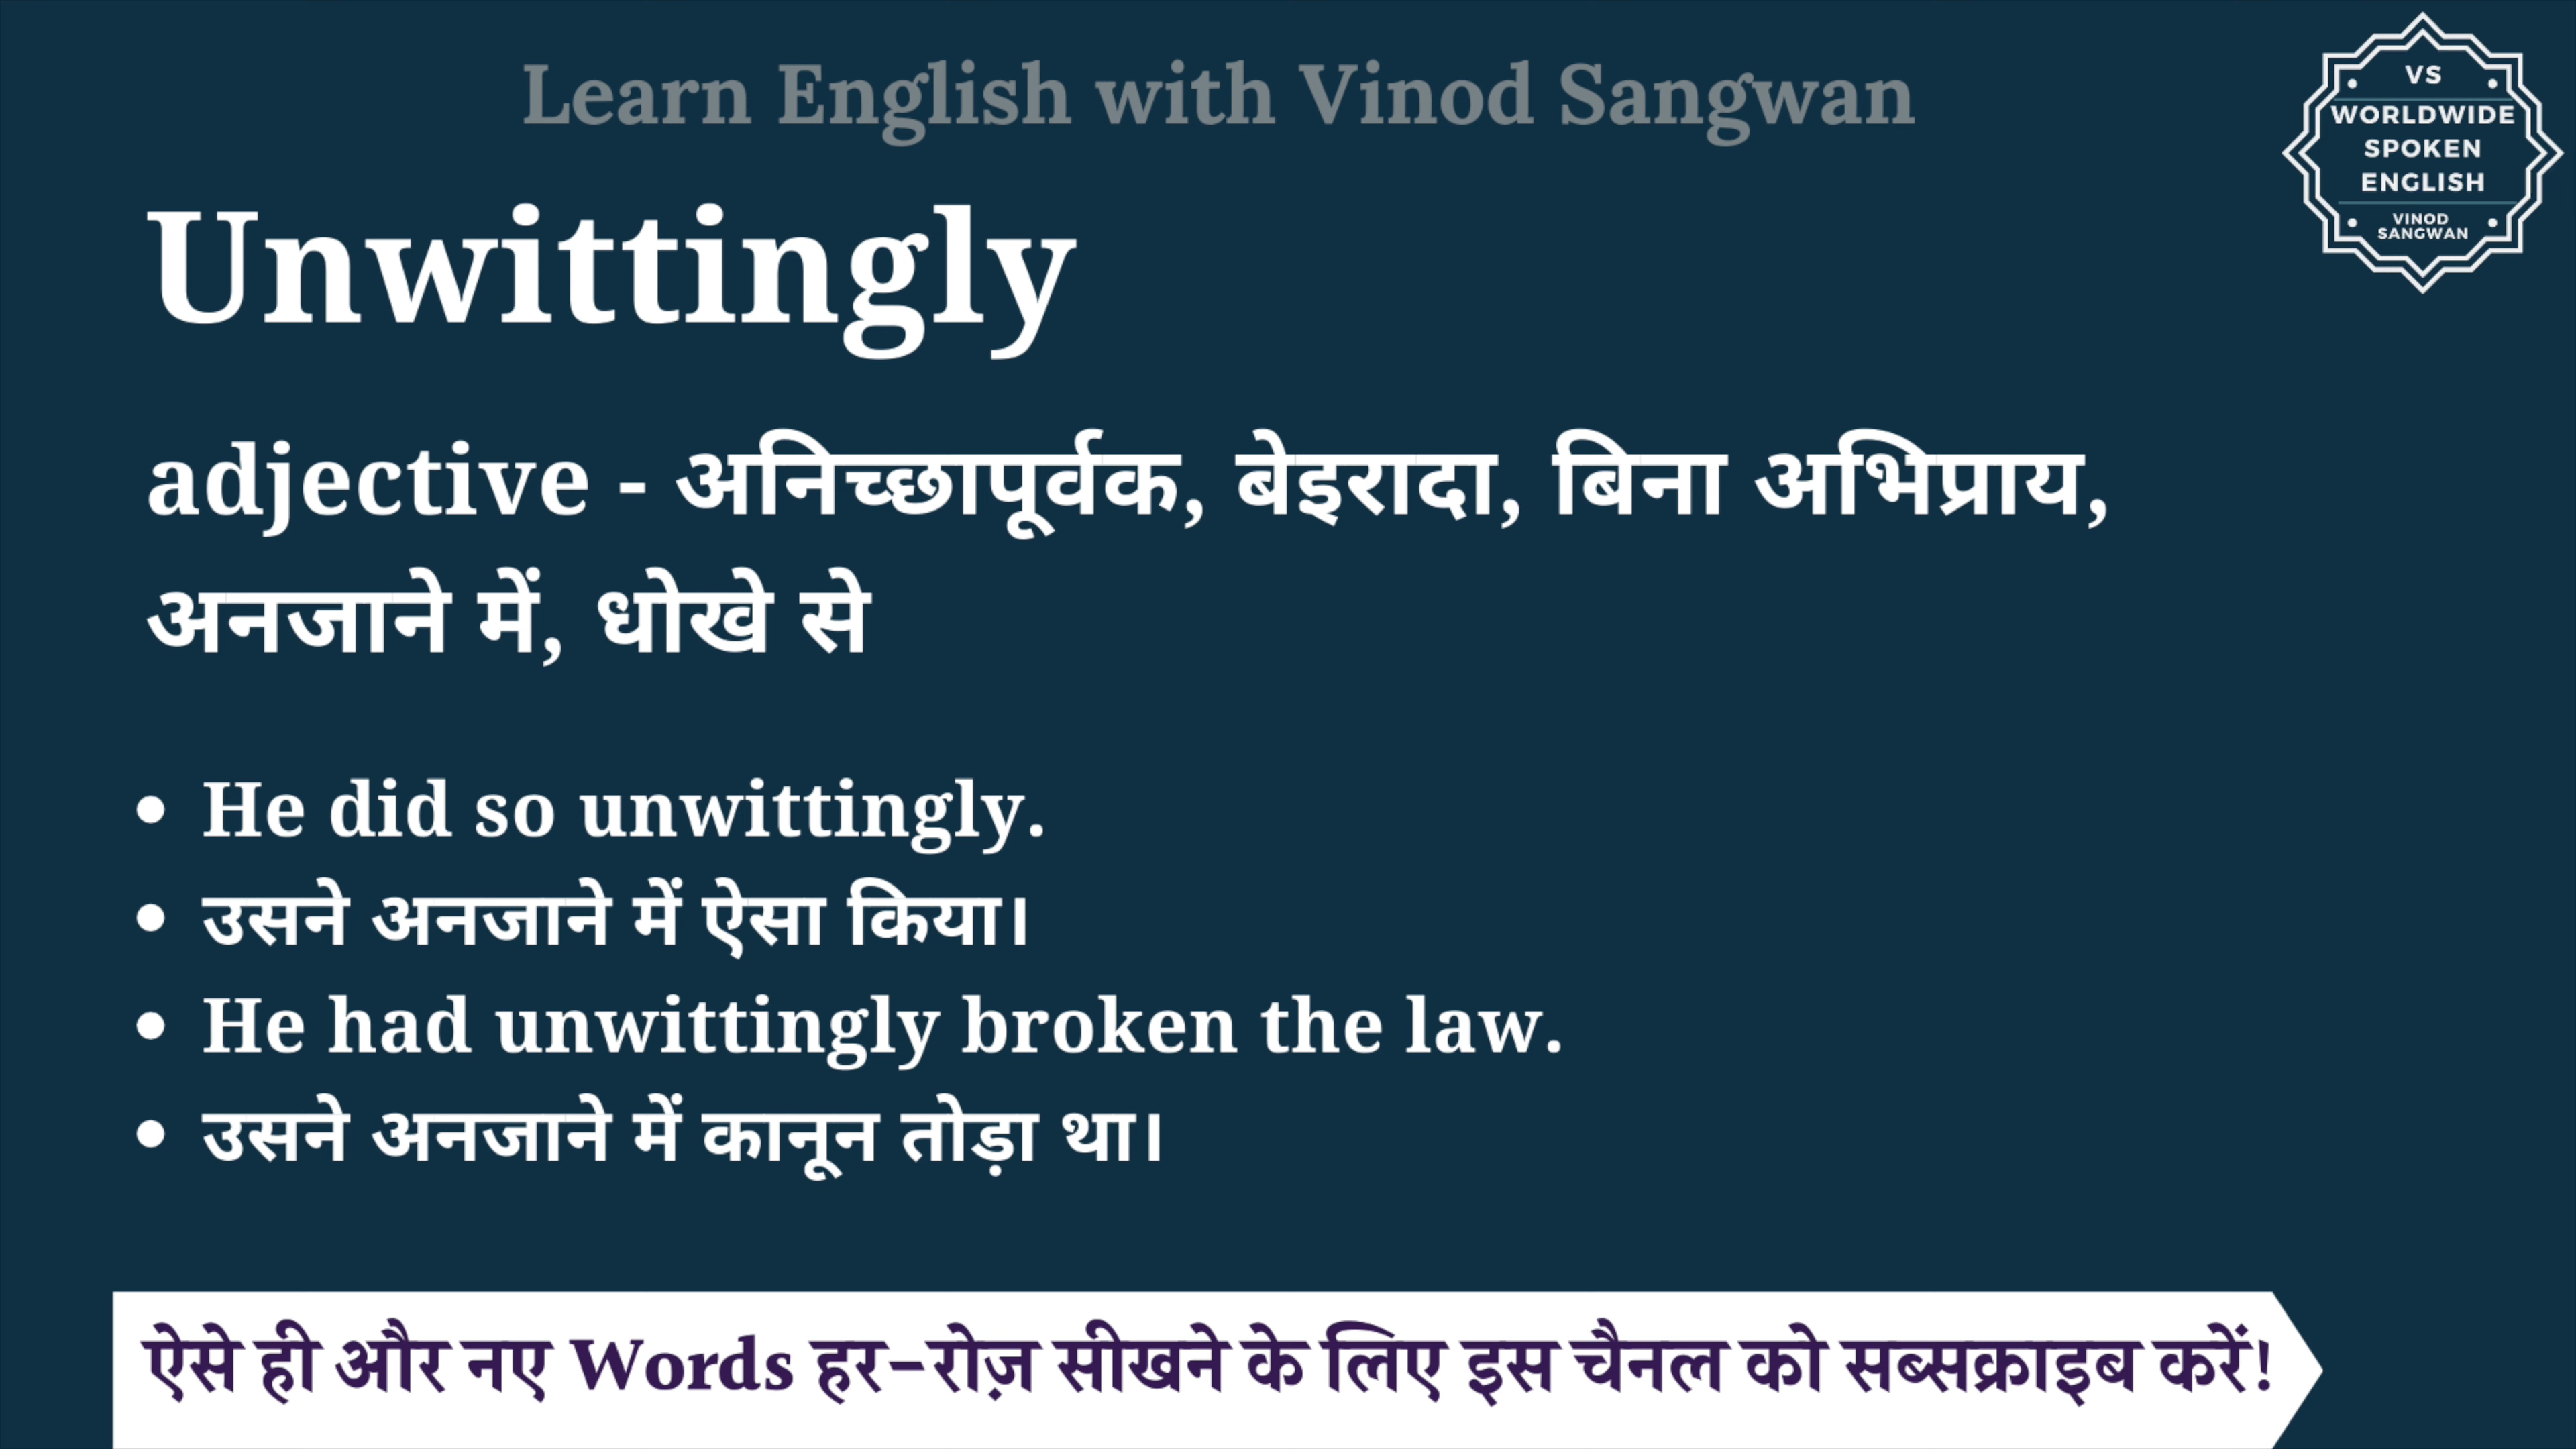 Learn English with Vinod Sangwan
VS
WORLDWIDE
SPOKEN
ENGLISH
VINOD
SANGWAN
Unwittingly
adjective - अनिच्छापूर्वक, बेइरादा, बिना अभिप्राय,
अनजाने में, धोखे से
• He did so unwittingly.
• उसने अनजाने में ऐसा किया।
• He had unwittingly broken the law.
• उसने अनजाने में कानून तोड़ा था।
ऐसे ही और नए Words हर-रोज़ सीखने के लिए इस चैनल को सब्सक्राइब करें!